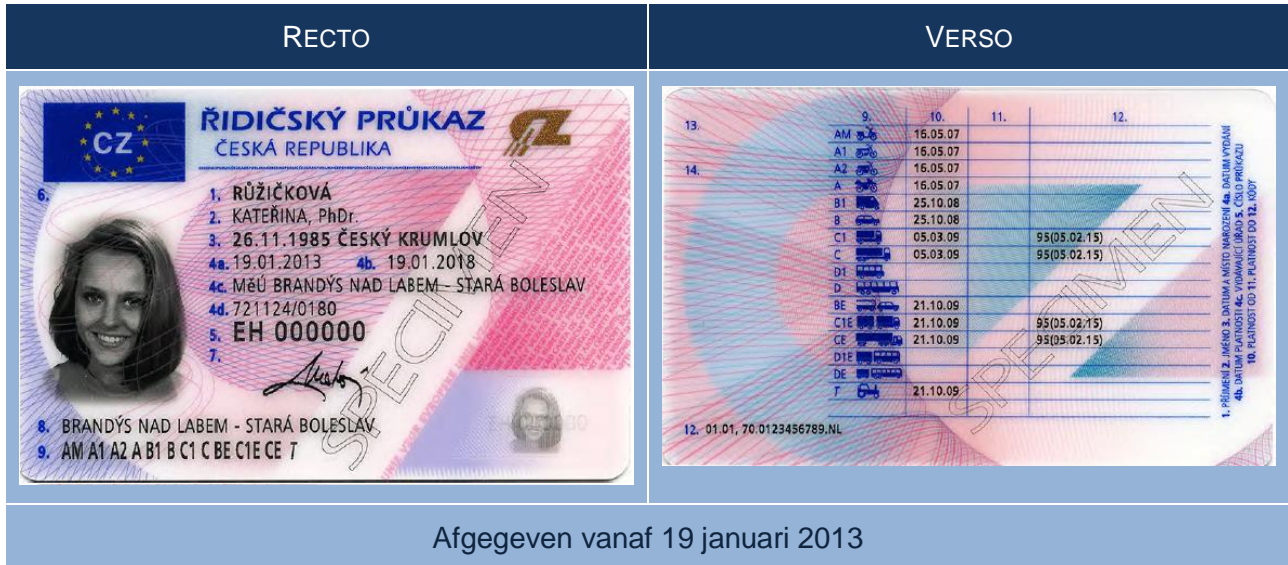 RECTO
VERSO
CZ
ŘIDIČSKÝ PRŮKAZ
ČESKÁ REPUBLIKA
CZ
6.
1. RŮŽIČKOVÁ
2. KATEŘINA, PhDr.
3. 26.11.1985 ČESKÝ KRUMLOV
4a. 19.01.2013 4b. 19.01.2018
4c. MěÚ BRANDÝS NAD LABEM - STARÁ BOLESLAV
4d. 721124/0180
5. EH 000000
7.
SPECIMEN
8. BRANDÝS NAD LABEM - STARÁ BOLESLAV
9. AM A1 A2 A B1 B C1 C BE C1E CE T
13.
14.
9. 10. 11. 12.
AM 16.05.07
A1 16.05.07
A2 16.05.07
A 16.05.07
B1 25.10.08
B 25.10.08
C1 05.03.09 95(05.02.15)
C 05.03.09 95(05.02.15)
D1
D
BE 21.10.09
C1E 21.10.09 95(05.02.15)
CE 21.10.09 95(05.02.15)
D1E
DE
T 21.10.09
12. 01.01, 70.0123456789.NL
SPECIMEN
1. PŘÍJMENÍ 2. JMÉNO 3. DATUM A MÍSTO NAROZENÍ 4a. DATUM VYDÁNÍ
4b. DATUM PLATNOSTI 4c. VYDÁVAJÍCÍ ÚŘAD 5. ČÍSLO PRŮKAZU
10. PLATNOST OD 11. PLATNOST DO 12. KÓDY
Afgegeven vanaf 19 januari 2013